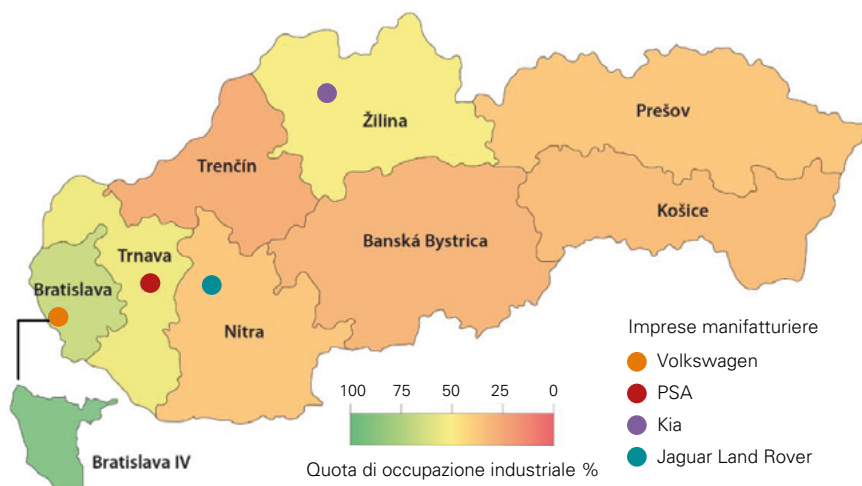 Žilina
Prešov
Trenčín
Košice
Banská Bystrica
Trnava
Bratislava
Nitra
Bratislava IV
Imprese manifatturiere
Volkswagen
PSA
Kia
Jaguar Land Rover
100 75 50 25 0
Quota di occupazione industriale %